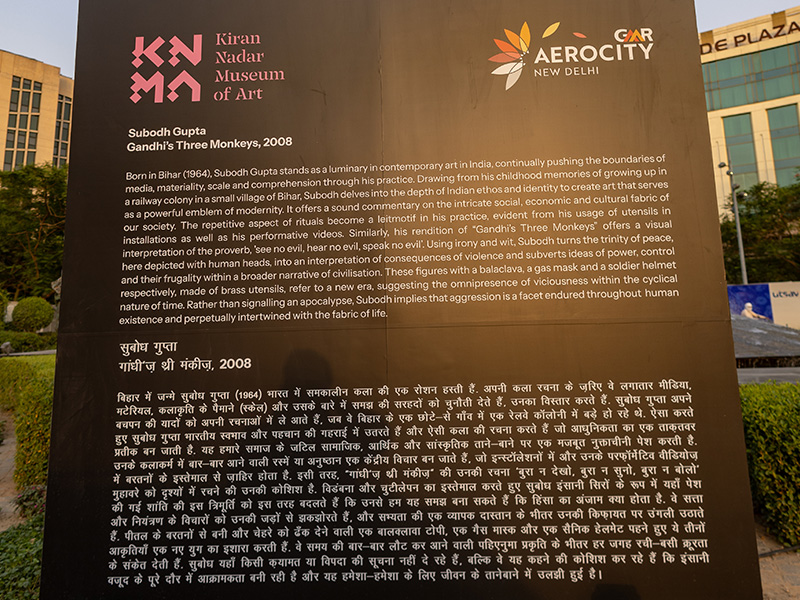 KNMA
Kiran
Nadar
Museum
of Art
GMR
AEROCITY
NEW DELHI
DE PLAZA
Subodh Gupta
Gandhi's Three Monkeys, 2008
Born in Bihar (1964), Subodh Gupta stands as a luminary in contemporary art in India, continually pushing the boundaries of
media, materiality, scale and comprehension through his practice. Drawing from his childhood memories of growing up in
a railway colony in a small village of Bihar, Subodh delves into the depth of Indian ethos and identity to create art that serves
as a powerful emblem of modernity. It offers a sound commentary on the intricate social, economic and cultural fabric of
our society. The repetitive aspect of rituals become a leitmotif in his practice, evident from his usage of utensils in
installations as well as his performative videos. Similarly, his rendition of "Gandhi's Three Monkeys" offers a visual
interpretation of the proverb, 'see no evil, hear no evil, speak no evil'. Using irony and wit, Subodh turns the trinity of peace,
here depicted with human heads, into an interpretation of consequences of violence and subverts ideas of power, control
and their frugality within a broader narrative of civilisation. These figures with a balaclava, a gas mask and a soldier helmet
respectively, made of brass utensils, refer to a new era, suggesting the omnipresence of viciousness within the cyclical
nature of time. Rather than signalling an apocalypse, Subodh implies that aggression is a facet endured throughout human
existence and perpetually intertwined with the fabric of life.
सुबोध गुप्ता
गांधी'ज़ थ्री मंकीज़, 2008
बिहार में जन्मे सुबोध गुप्ता (1964) भारत में समकालीन कला की एक रोशन हस्ती हैं. अपनी कला रचना के ज़रिए वे लगातार मीडिया,
मटेरियल, कलाकृति के पैमाने (स्केल) और उसके बारे में समझ की सरहदों को चुनौती देते हैं, उनका विस्तार करते हैं. सुबोध गुप्ता अपने
बचपन की यादों को अपनी रचनाओं में ले आते हैं, जब वे बिहार के एक छोटे-से गाँव में एक रेलवे कॉलोनी में बड़े हो रहे थे. ऐसा करते
हुए सुबोध गुप्ता भारतीय स्वभाव और पहचान की गहराई में उतरते हैं और ऐसी कला की रचना करते हैं जो आधुनिकता का एक ताक़तवर
प्रतीक बन जाती है. यह हमारे समाज के जटिल सामाजिक, आर्थिक और सांस्कृतिक ताने-बाने पर एक मजबूत नुक़्ताचीनी पेश करती है.
उनके कलाकर्म में बार-बार आने वाली रस्में या अनुष्ठान एक केंद्रीय विचार बन जाते हैं, जो इन्स्टॉलेशनों में और उनके परफ़ॉर्मेटिव वीडियोज़
में बरतनों के इस्तेमाल से ज़ाहिर होता है. इसी तरह, "गांधी'ज़ थ्री मंकीज़" की उनकी रचना 'बुरा न देखो, बुरा न सुनो, बुरा न बोलो'
मुहावरे को दृश्यों में रचने की उनकी कोशिश है. विडंबना और चुटीलेपन का इस्तेमाल करते हुए सुबोध इंसानी सिरों के रूप में यहाँ पेश
की गई शांति की इस त्रिमूर्ति को इस तरह बदलते हैं कि उनसे हम यह समझ बना सकते हैं कि हिंसा का अंजाम क्या होता है. वे सत्ता
और नियंत्रण के विचारों को उनकी जड़ों से झकझोरते हैं, और सभ्यता की एक व्यापक दास्तान के भीतर उनकी किफ़ायत पर उंगली उठाते
हैं. पीतल के बरतनों से बनी और चेहरे को ढँक देने वाली एक बालक्लावा टोपी, एक गैस मास्क और एक सैनिक हेलमेट पहने हुए ये तीनों
आकृतियाँ एक नए युग का इशारा करती हैं. वे समय की बार-बार लौट कर आने वाली पहिएनुमा प्रकृति के भीतर हर जगह रची-बसी क्रूरता
के संकेत देती हैं. सुबोध यहाँ किसी क़यामत या विपदा की सूचना नहीं दे रहे हैं, बल्कि वे यह कहने की कोशिश कर रहे हैं कि इंसानी
वजूद के पूरे दौर में आक्रामकता बनी रही है और यह हमेशा-हमेशा के लिए जीवन के तानेबाने में उलझी हुई है।